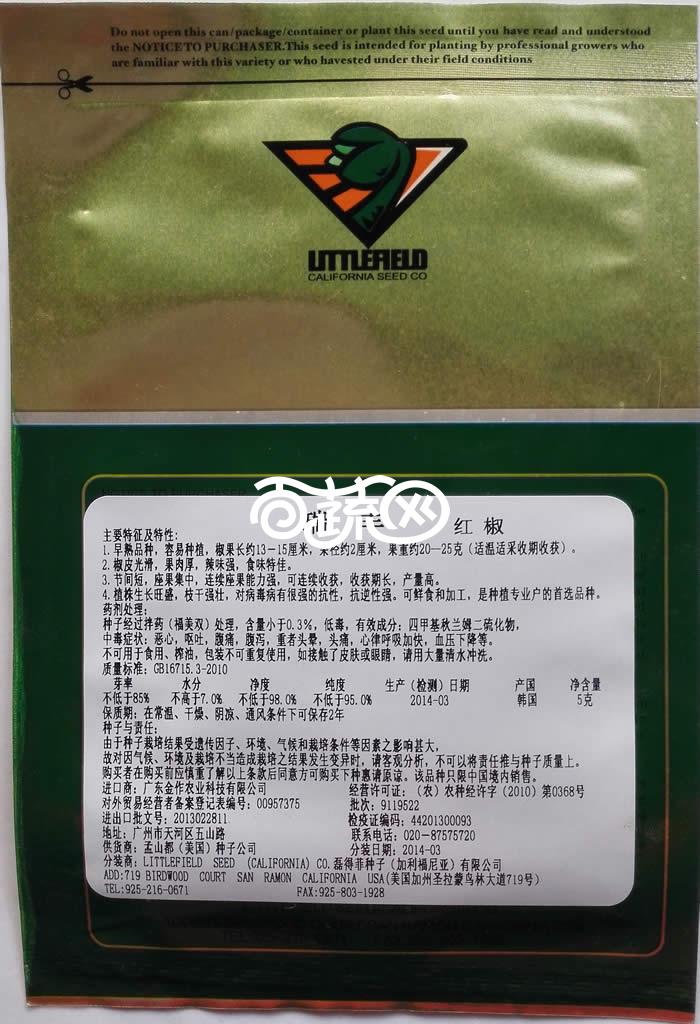 Do not open this can/package/container or plant this seed until you have read and understood
the NOTICE TO PURCHASER.This seed is intended for planting by professional growers who
are familiar with this variety or who havested under their field conditions
LITTLEFIELD
CALIFORNIA SEED CO
百蔬网
红椒
主要特征及特性:
1.早熟品种，容易种植，椒果长约13-15厘米，果径约2厘米，果重约20—25克（适温适采收期收获）。
2.椒皮光滑，果肉厚，辣味强，食味特佳。
3.节间短，座果集中，连续座果能力强，可连续收获，收获期长，产量高。
4.植株生长旺盛，枝干强壮，对病毒病有很强的抗性，抗逆性强。可鲜食和加工，是种植专业户的首选品种。
药剂处理:
种子经过拌药（福美双）处理，含量小于0.3%，低毒，有效成分：四甲基秋兰姆二硫化物，
中毒症状：恶心，呕吐，腹痛，腹泻，重者头晕，头痛，心律呼吸加快，血压下降等。
不可用于食用、榨油，包装不可重复使用，如接触了皮肤或眼睛，请用大量清水冲洗。
质量标准：GB16715.3-2010
芽率 水分 净度 纯度 生产（检测）日期 产国 净含量
不低于85% 不高于7.0% 不低于98.0% 不低于95.0% 2014-03 韩国 5克
保质期：在常温、干燥、阴凉、通风条件下可保存2年
种子与责任:
由于种子栽培结果受遗传因子、环境、气候和栽培条件等因素之影响甚大，
故对因气候、环境及栽培不当造成栽培之结果发生变异时，请客观分析，不可以将责任推与种子质量上。
购买者在购买前应慎重了解以上条款后同意方可购买下种惠请原谅。该品种只限中国境内销售。
进口商：广东金作农业科技有限公司 经营许可证：（农）农种经许字（2010）第0368号
对外贸易经营者备案登记表编号：00957375 批次：9119522
进出口批文号：2013022811 检疫证编码：44201300093
地址：广州市天河区五山路 联系电话：020-87575720
供货商：孟山都（美国）种子公司 分装日期：2014-03
分装商：LITTLEFIELD SEED (CALIFORNIA) CO.磊得菲种子（加利福尼亚）有限公司
ADD:719 BIRDWOOD COURT SAN RAMON CALIFORNIA USA(美国加州圣拉蒙鸟林大道719号)
TEL:925-216-0671 FAX:925-803-1928